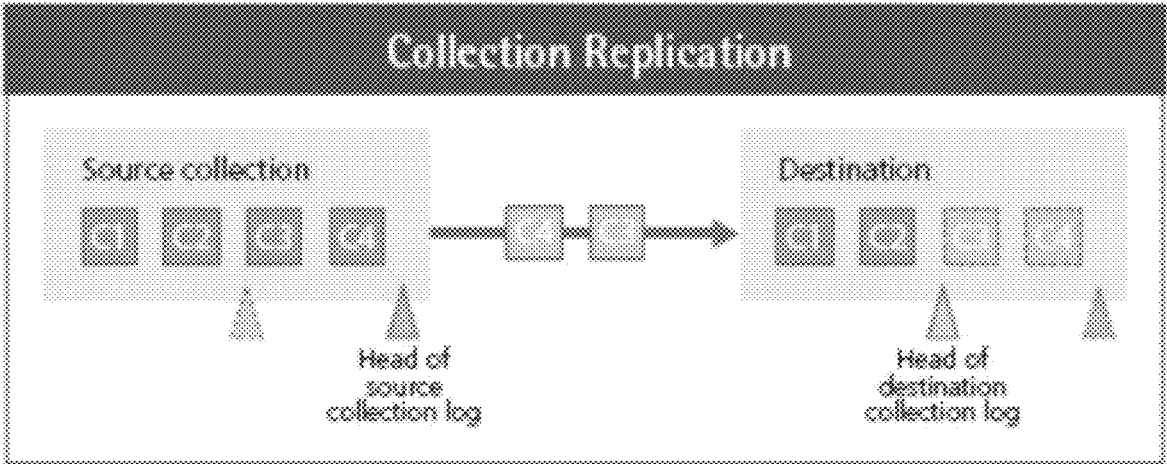 Collection Replication
Source collection
Destination
Head of
source
collection log
Head of
destination
collection log